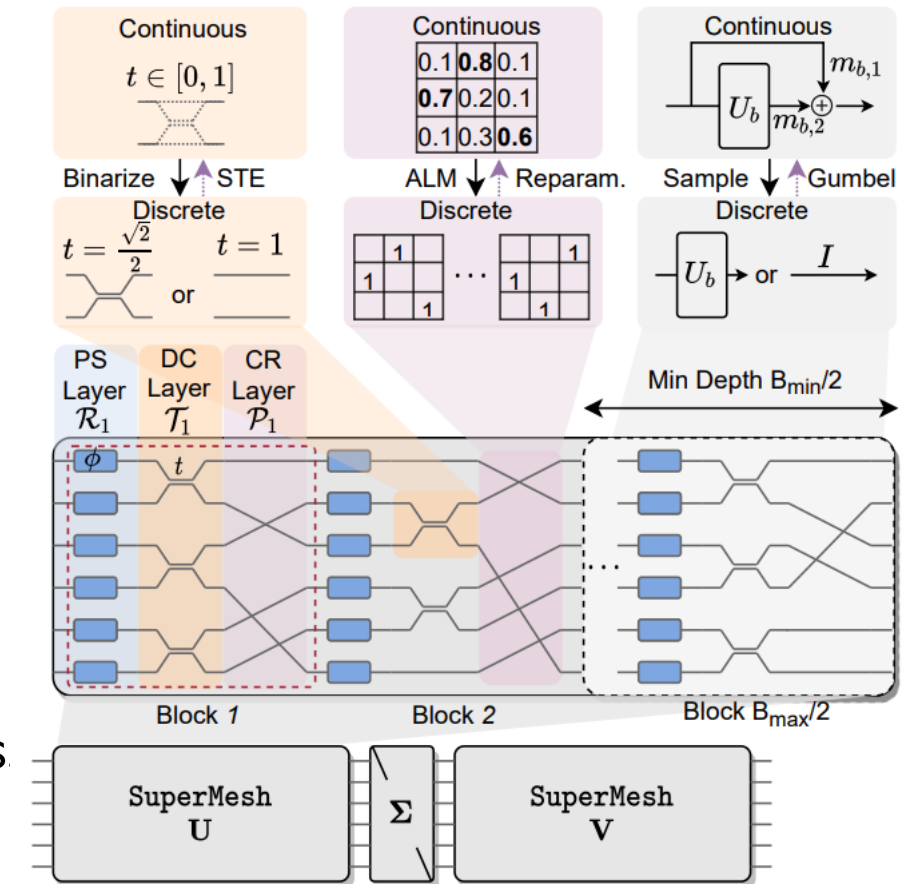 Continuous
t ∈ [0, 1]
Binarize STE
Discrete
t = √2/2 t = 1
or
Continuous
0.1 0.8 0.1
0.7 0.2 0.1
0.1 0.3 0.6
ALM Reparam.
Discrete
1 1
1 ... 1
1 1
Continuous
m_{b,1}
U_b
m_{b,2}
Sample Gumbel
Discrete
U_b or I
PS Layer R_1
DC Layer T_1
CR Layer P_1
Min Depth B_min/2
ϕ t
...
Block 1
Block 2
Block B_max/2
s.
SuperMesh
U
Σ
SuperMesh
V